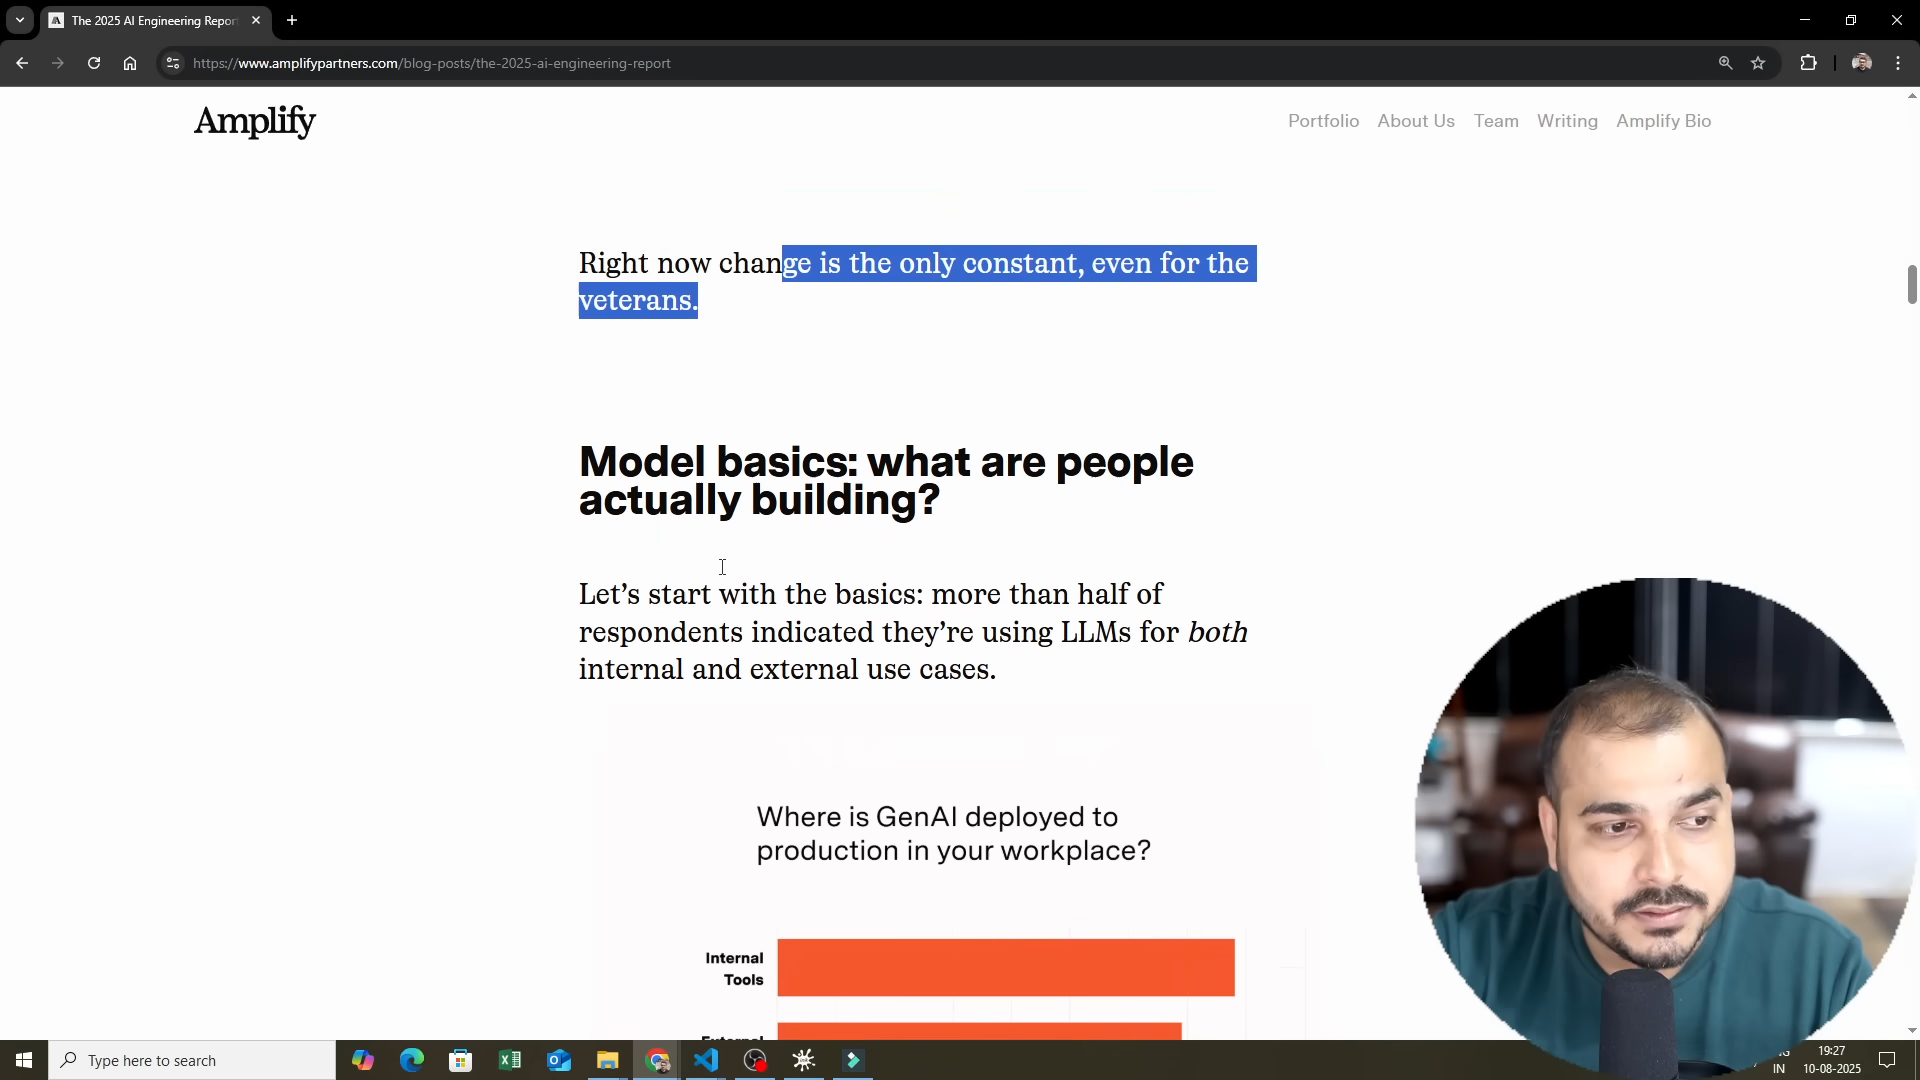 The 2025 AI Engineering Repor
https://www.amplifypartners.com/blog-posts/the-2025-ai-engineering-report
Amplify
Portfolio About Us Team Writing Amplify Bio
Right now change is the only constant, even for the
veterans.
Model basics: what are people
actually building?
Let’s start with the basics: more than half of
respondents indicated they’re using LLMs for both
internal and external use cases.
Where is GenAI deployed to
production in your workplace?
Internal
Tools
Type here to search
19:27
IN 10-08-2025